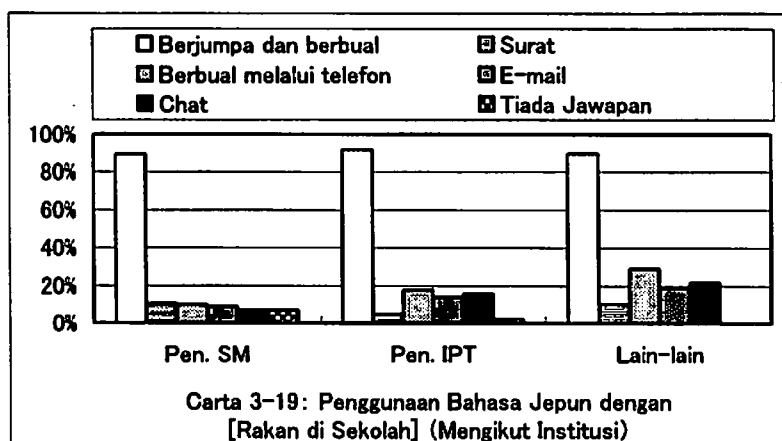 Berjumpa dan berbual Surat
Berbual melalui telefon E-mail
Chat Tiada Jawapan
100%
80%
60%
40%
20%
0%
Pen. SM Pen. IPT Lain-lain
Carta 3-19: Penggunaan Bahasa Jepun dengan
[Rakan di Sekolah] (Mengikut Institusi)